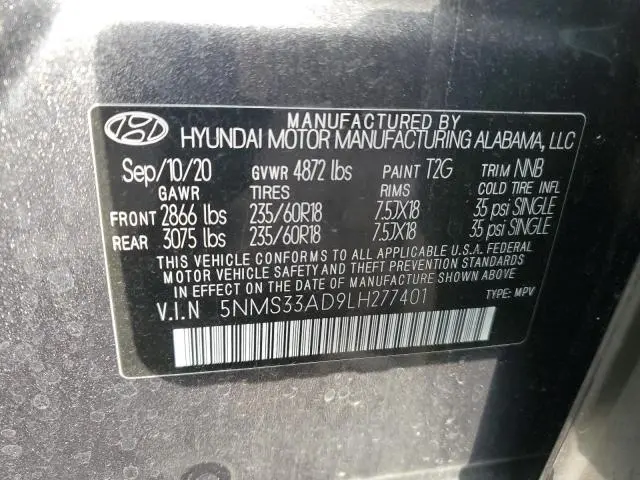 MANUFACTURED BY
HYUNDAI MOTOR MANUFACTURING ALABAMA, LLC
Sep/10/20 GVWR 4872 lbs PAINT T2G TRIM NNB
GAWR TIRES RIMS COLD TIRE INFL
FRONT 2866 lbs 235/60R18 7.5JX18 35 psi SINGLE
REAR 3075 lbs 235/60R18 7.5JX18 35 psi SINGLE
THIS VEHICLE CONFORMS TO ALL APPLICABLE U.S.A. FEDERAL
MOTOR VEHICLE SAFETY AND THEFT PREVENTION STANDARDS
IN EFFECT ON THE DATE OF MANUFACTURE SHOWN ABOVE.
V.I.N 5NMS33AD9LH277401 TYPE: MPV